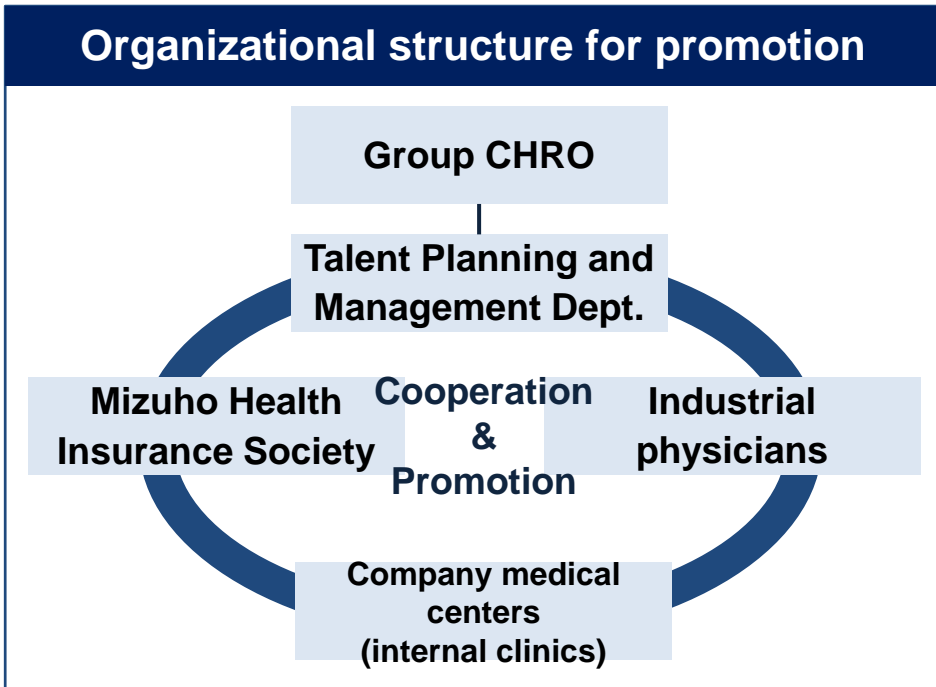 Organizational structure for promotion
Group CHRO
Talent Planning and
Management Dept.
Mizuho Health
Insurance Society
Cooperation
&
Promotion
Industrial
physicians
Company medical
centers
(internal clinics)